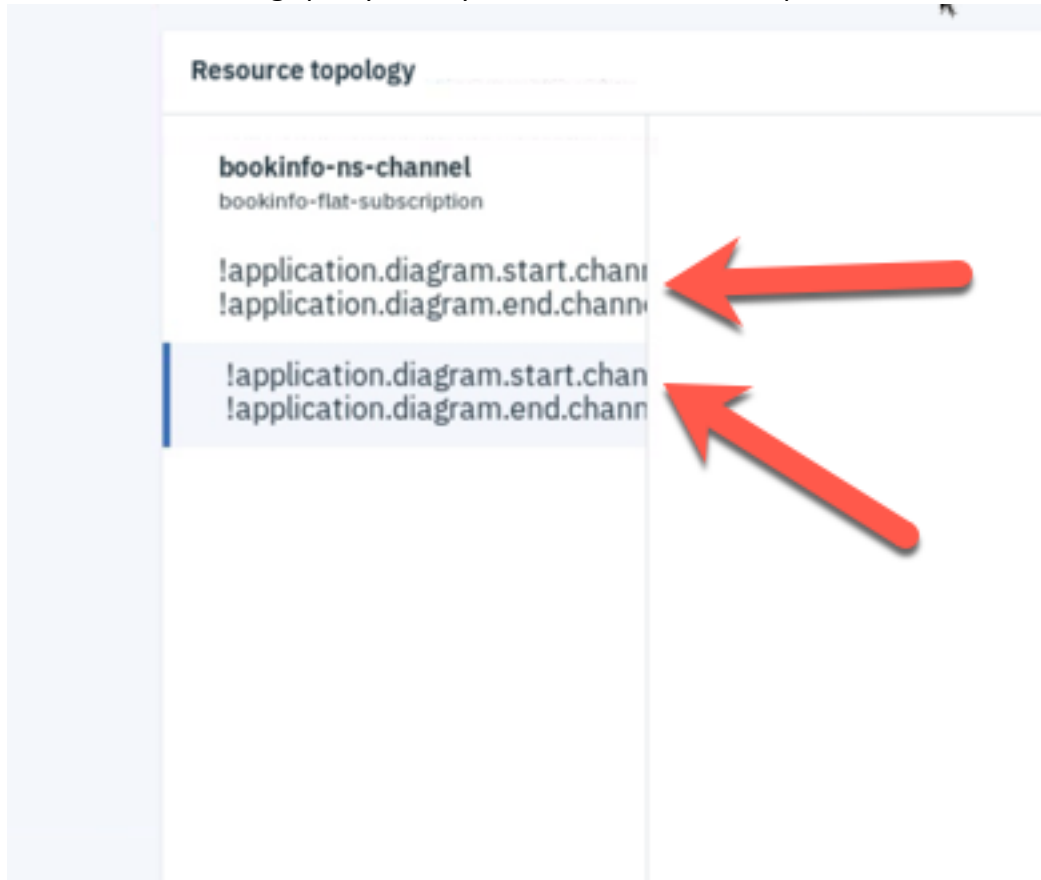 Resource topology
bookinfo-ns-channel
bookinfo-flat-subscription
!application.diagram.start.chann
!application.diagram.end.chann
!application.diagram.start.chan
!application.diagram.end.chann